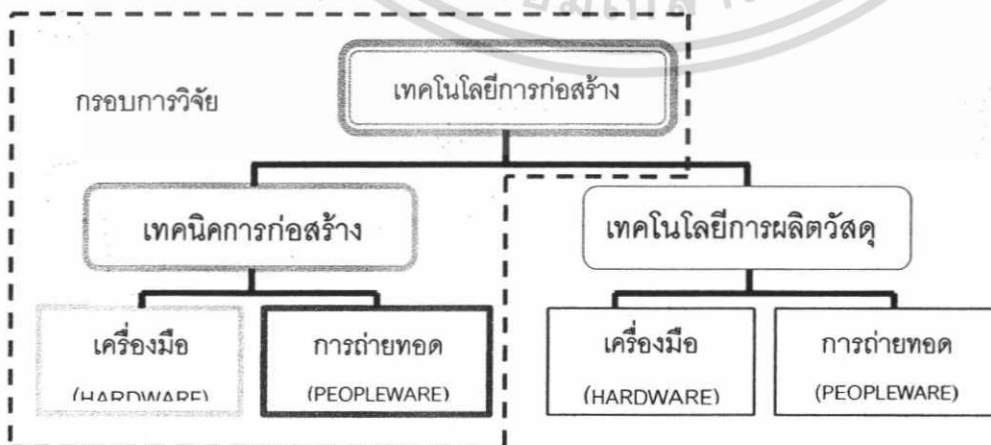 เทคโนโลยีการก่อสร้าง
กรอบการวิจัย
เทคนิคการก่อสร้าง
เทคโนโลยีการผลิตวัสดุ
เครื่องมือ
(HARDWARE)
การถ่ายทอด
(PEOPLEWARE)
เครื่องมือ
(HARDWARE)
การถ่ายทอด
(PEOPLEWARE)